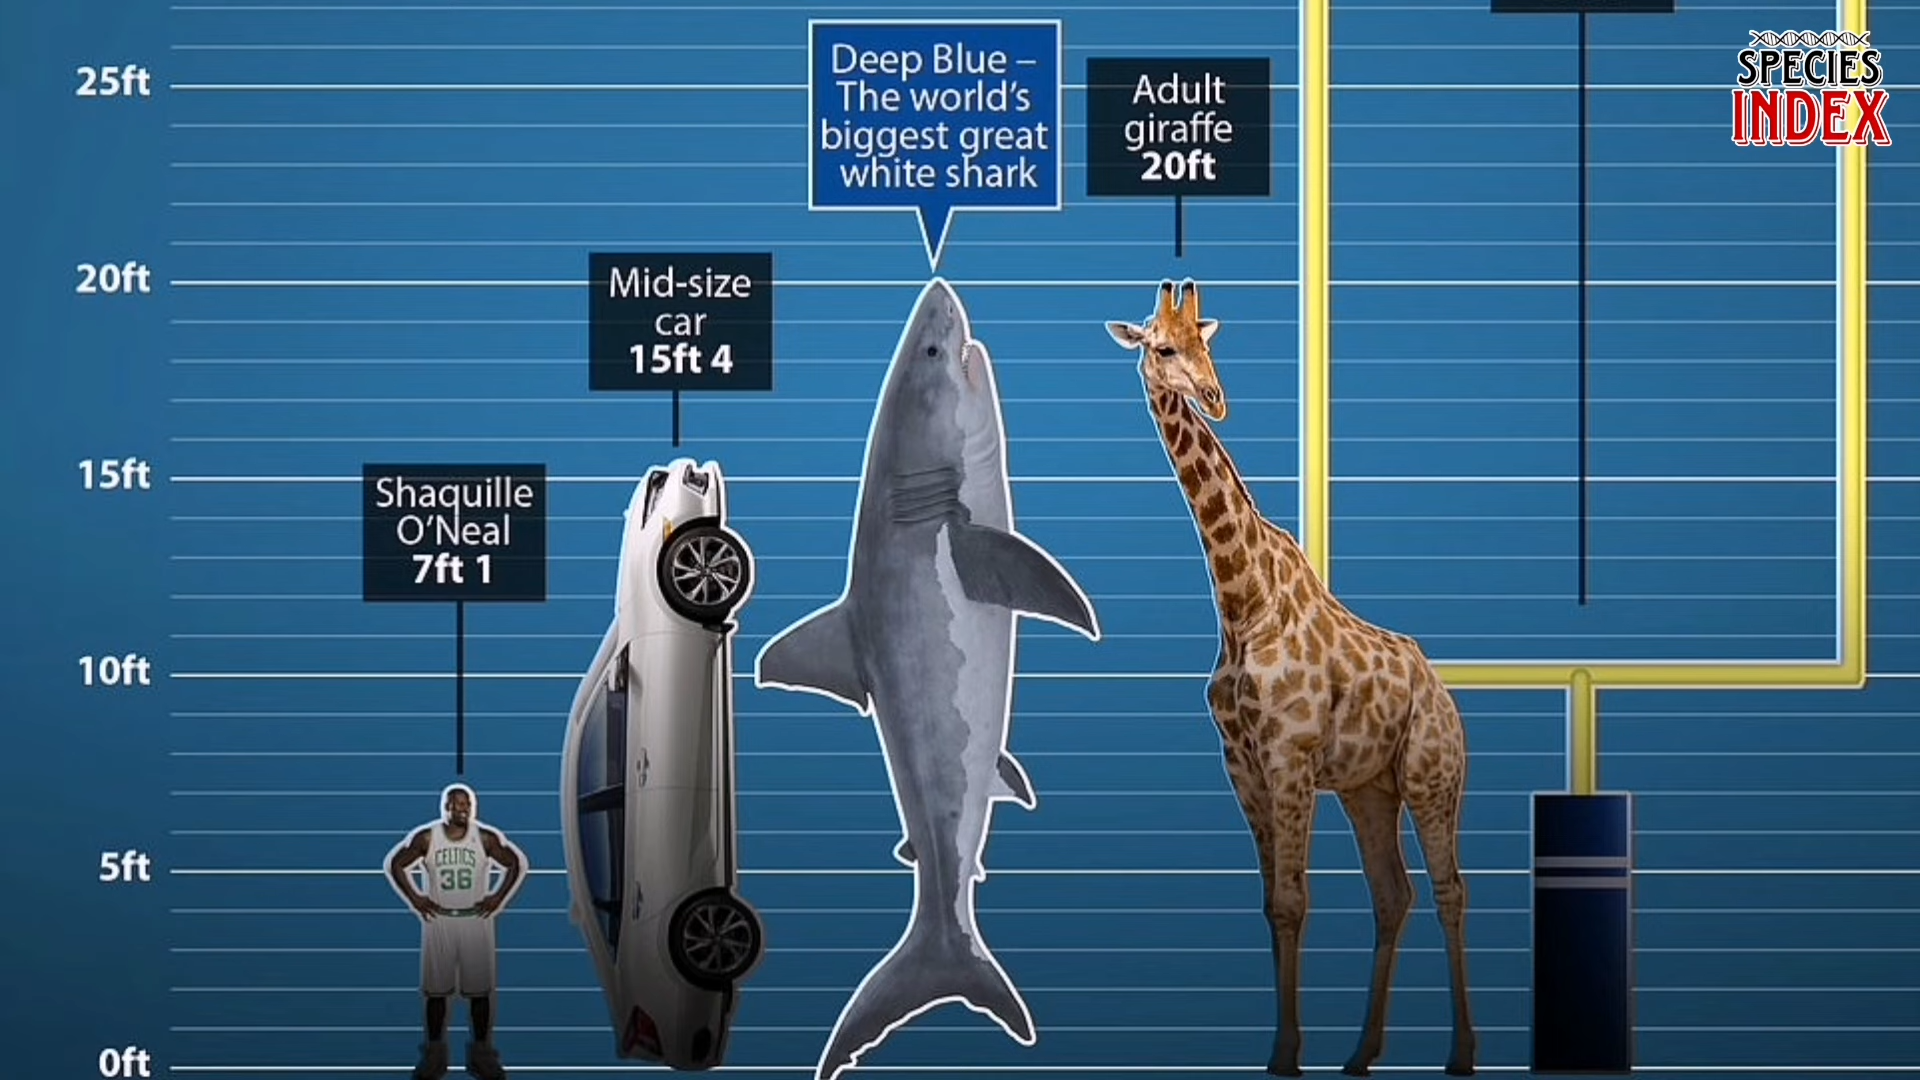 25ft
20ft
15ft
10ft
5ft
0ft
Shaquille
O'Neal
7ft 1
CELTICS
36
Mid-size
car
15ft 4
Deep Blue –
The world's
biggest great
white shark
Adult
giraffe
20ft
SPECIES
INDEX